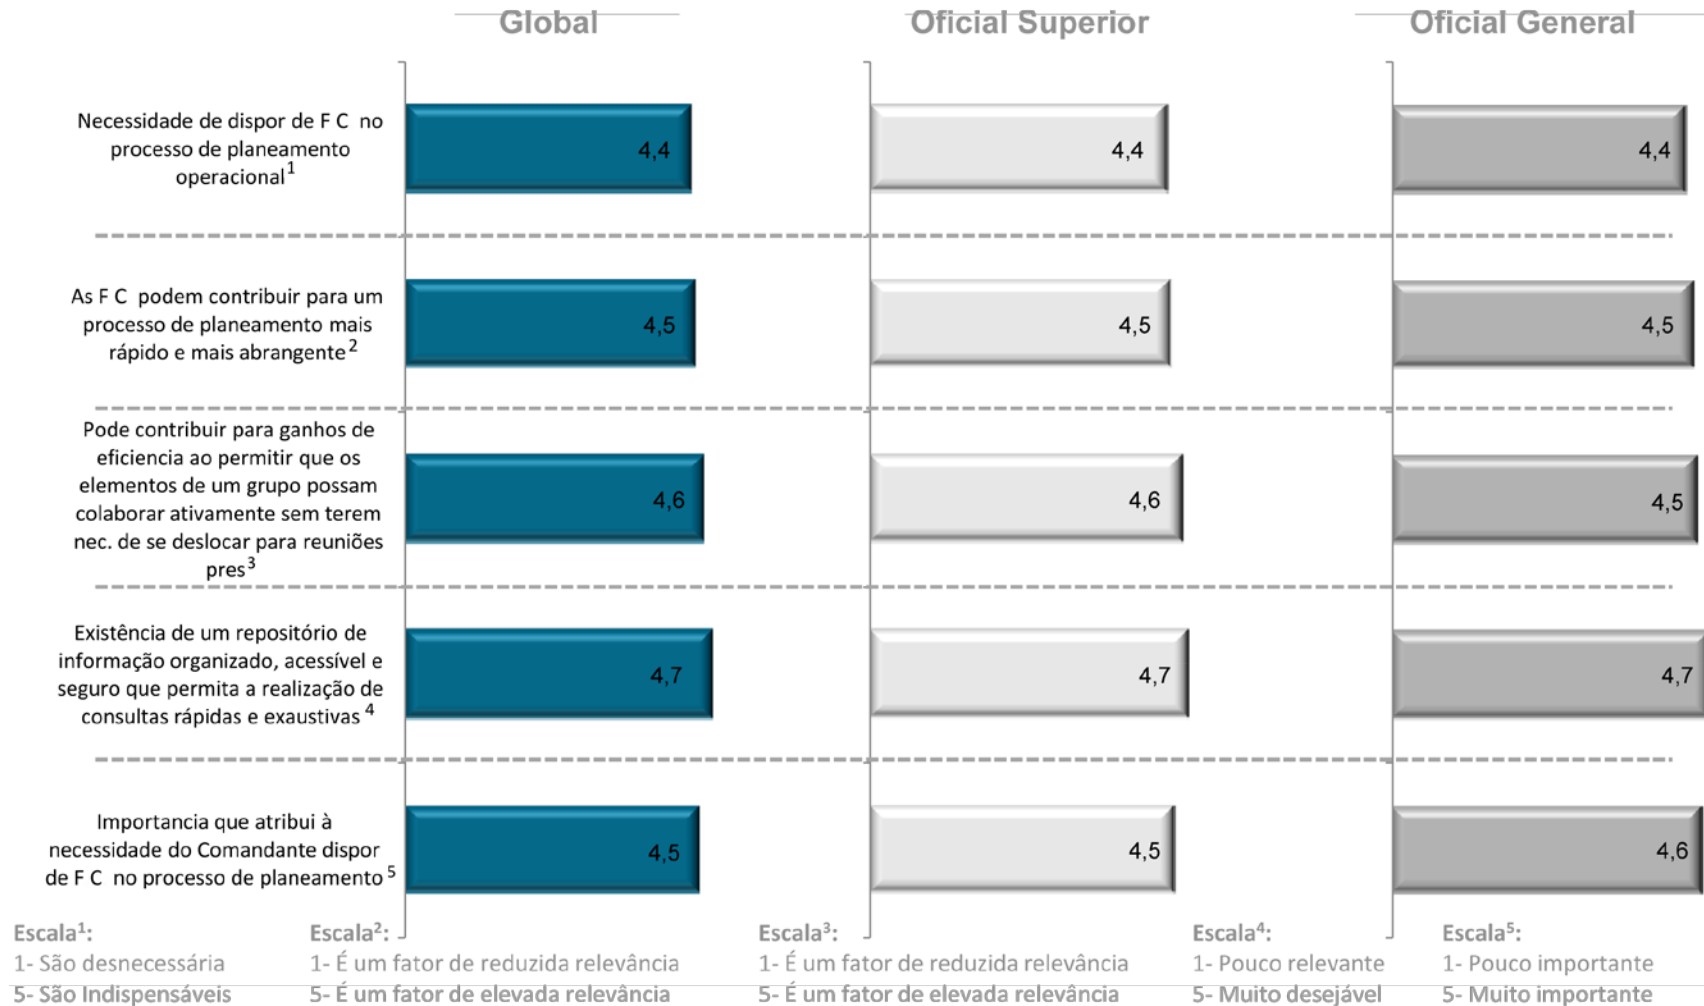 Global
Oficial Superior
Oficial General
Necessidade de dispor de F C no
processo de planeamento
operacional¹
4,4
4,4
4,4
As F C podem contribuir para um
processo de planeamento mais
rápido e mais abrangente²
4,5
4,5
4,5
Pode contribuir para ganhos de
eficiencia ao permitir que os
elementos de um grupo possam
colaborar ativamente sem terem
nec. de se deslocar para reuniões
pres³
4,6
4,6
4,5
Existência de um repositório de
informação organizado, acessível e
seguro que permita a realização de
consultas rápidas e exaustivas ⁴
4,7
4,7
4,7
Importancia que atribui à
necessidade do Comandante dispor
de F C no processo de planeamento ⁵
4,5
4,5
4,6
Escala¹:
1- São desnecessária
5- São Indispensáveis
Escala²:
1- É um fator de reduzida relevância
5- É um fator de elevada relevância
Escala³:
1- É um fator de reduzida relevância
5- É um fator de elevada relevância
Escala⁴:
1- Pouco relevante
5- Muito desejável
Escala⁵:
1- Pouco importante
5- Muito importante